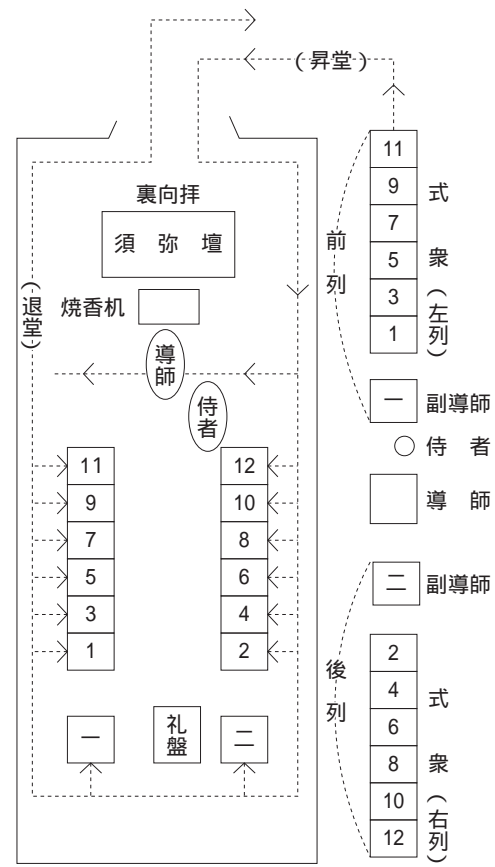 (昇堂)
裏向拝
須弥壇
焼香机
導師
侍者
(退堂)
11
9
7
5
3
1
12
10
8
6
4
2
一
礼盤
二
前列
11
9
7
5
3
1
式衆(左列)
一
副導師
侍者
導師
二
副導師
後列
2
4
6
8
10
12
式衆(右列)